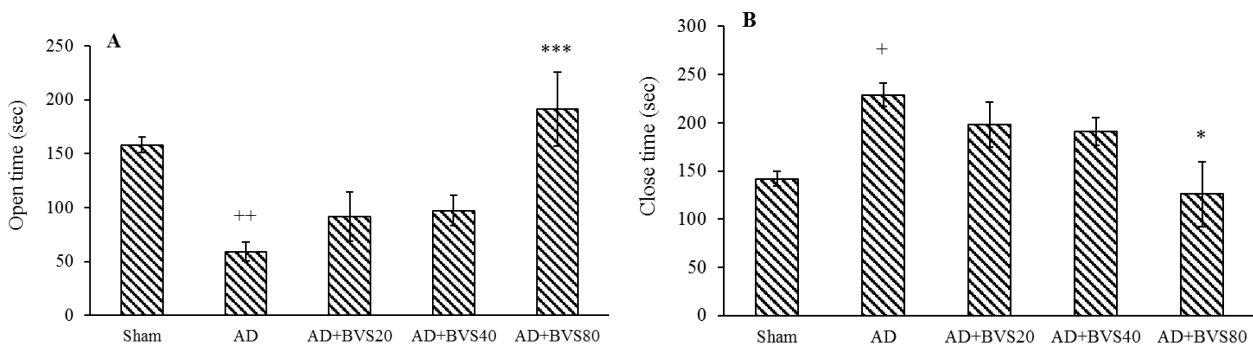 A
Open time (sec)
250
200
150
100
50
0
++
***
Sham AD AD+BVS20 AD+BVS40 AD+BVS80
B
Close time (sec)
300
250
200
150
100
50
0
+
*
Sham AD AD+BVS20 AD+BVS40 AD+BVS80